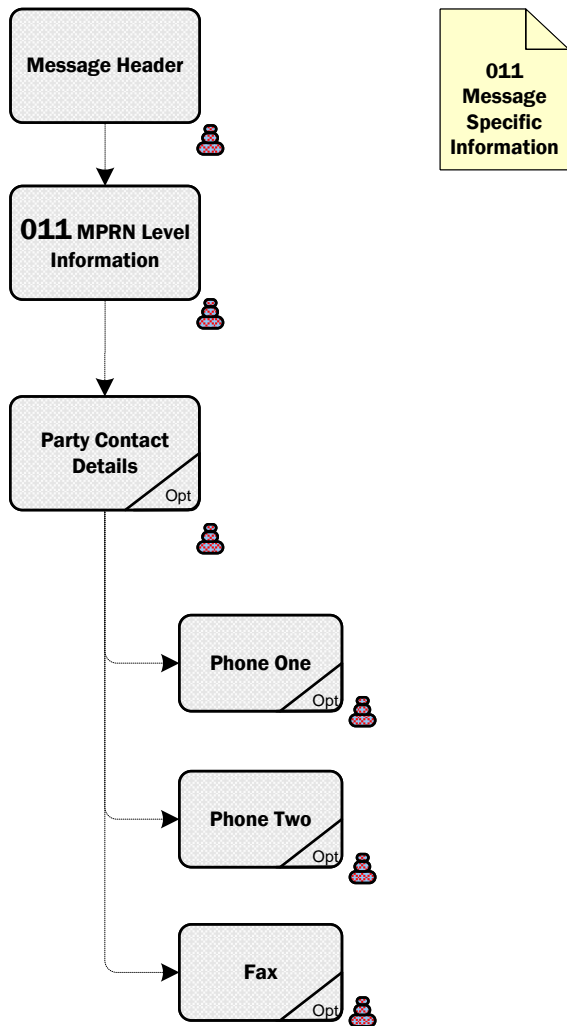 Message Header
011
Message
Specific
Information
011 MPRN Level
Information
Party Contact
Details
Opt
Phone One
Opt
Phone Two
Opt
Fax
Opt